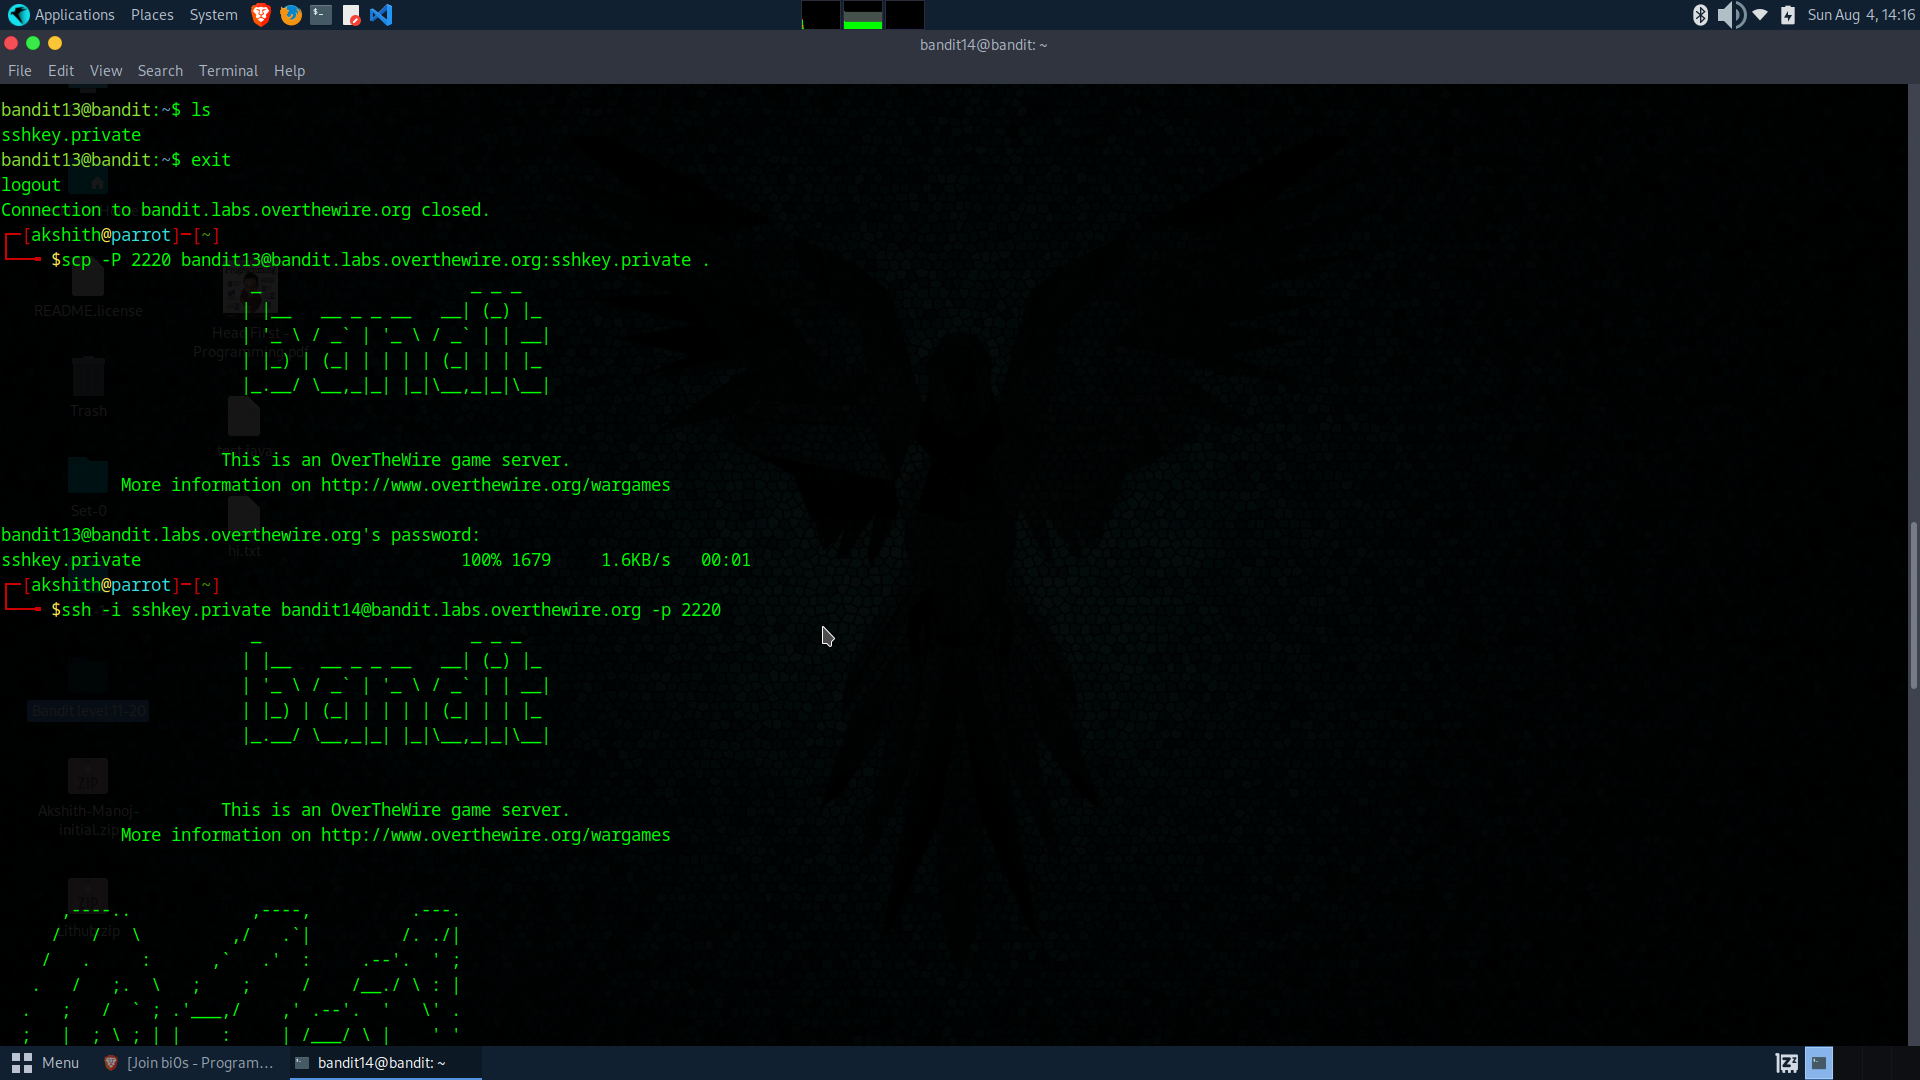 Applications Places System Sun Aug 4, 14:16
bandit14@bandit: ~
File Edit View Search Terminal Help
bandit13@bandit:~$ ls
sshkey.private
bandit13@bandit:~$ exit
logout
Connection to bandit.labs.overthewire.org closed.
┌─[akshith@parrot]─[~]
└──╼ $scp -P 2220 bandit13@bandit.labs.overthewire.org:sshkey.private .
README.license
Head First -
Programming.pdf
bandit
Trash
This is an OverTheWire game server.
More information on http://www.overthewire.org/wargames
Set-0
bandit13@bandit.labs.overthewire.org's password:
hi.txt
sshkey.private 100% 1679 1.6KB/s 00:01
┌─[akshith@parrot]─[~]
└──╼ $ssh -i sshkey.private bandit14@bandit.labs.overthewire.org -p 2220
bandit
Bandit level 11-20
This is an OverTheWire game server.
Akshith-Manoj-
initial.zip
More information on http://www.overthewire.org/wargames
Menu [Join bi0s - Program... bandit14@bandit: ~